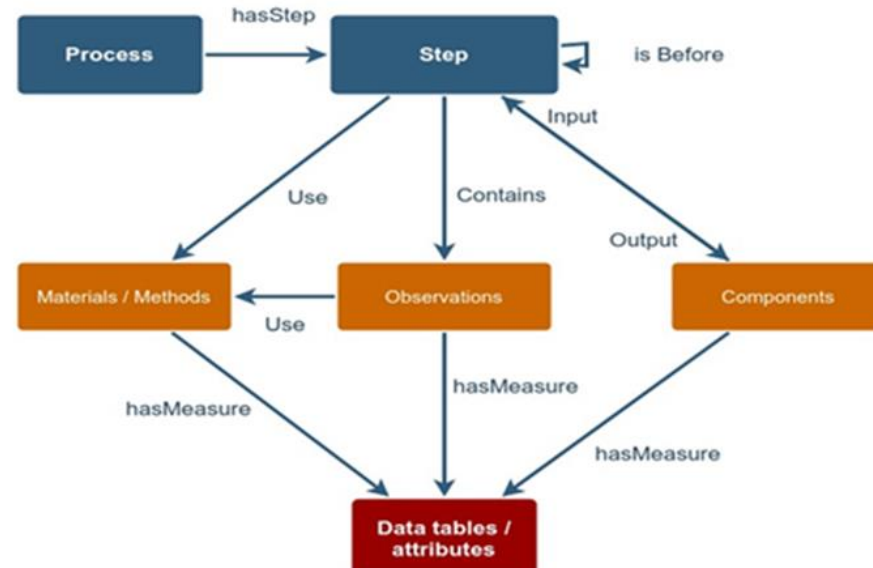 hasStep
Process
Step
is Before
Input
Use
Contains
Output
Materials / Methods
Observations
Components
Use
hasMeasure
hasMeasure
hasMeasure
Data tables /
attributes